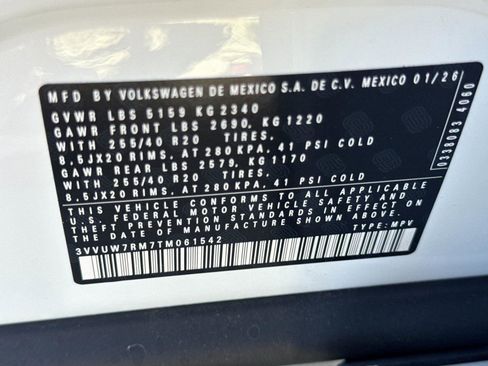 MFD BY VOLKSWAGEN DE MEXICO S.A. DE C.V. MEXICO 01/26
GVWR LBS 5159 KG 2340
GAWR FRONT LBS 2690, KG 1220
WITH 255/40 R20 TIRES,
8,5JX20 RIMS, AT 280 KPA, 41 PSI COLD
GAWR REAR LBS 2579, KG 1170
WITH 255/40 R20 TIRES,
8,5JX20 RIMS, AT 280 KPA, 41 PSI COLD
THIS VEHICLE CONFORMS TO ALL APPLICABLE
U.S. FEDERAL MOTOR VEHICLE SAFETY AND THEFT
PREVENTION STANDARDS IN EFFECT ON THE
DATE OF MANUFACTURE SHOWN ABOVE.
3VVUW7RM7TM061542 TYPE: MPV
0338083 4060